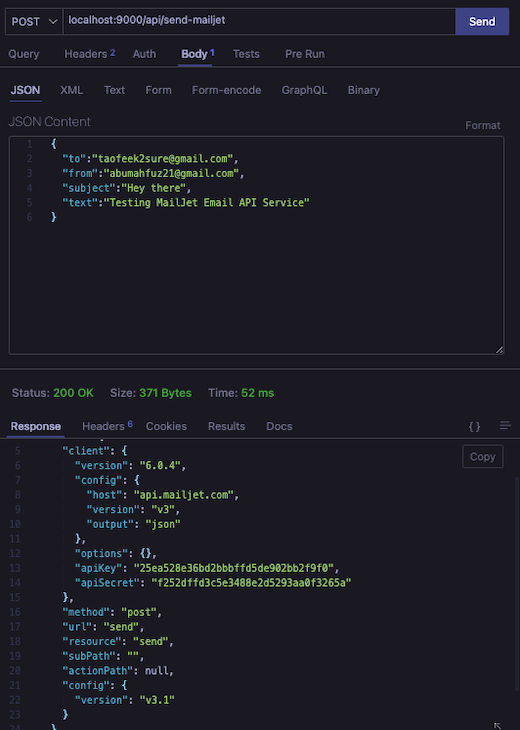 POST localhost:9000/api/send-mailjet Send
Query Headers 2 Auth Body 1 Tests Pre Run
JSON XML Text Form Form-encode GraphQL Binary
JSON Content Format
1 {
2 "to":"taofeek2sure@gmail.com",
3 "from":"abumahfuz21@gmail.com",
4 "subject":"Hey there",
5 "text":"Testing MailJet Email API Service"
6 }
Status: 200 OK Size: 371 Bytes Time: 52 ms
Response Headers 6 Cookies Results Docs { }
Copy
5 "client": {
6 "version": "6.0.4",
7 "config": {
8 "host": "api.mailjet.com",
9 "version": "v3",
10 "output": "json"
11 },
12 "options": {},
13 "apiKey": "25ea528e36bd2bbbffd5de902bb2f9f0",
14 "apiSecret": "f252dffd3c5e3488e2d5293aa0f3265a"
15 },
16 "method": "post",
17 "url": "send",
18 "resource": "send",
19 "subPath": "",
20 "actionPath": null,
21 "config": {
22 "version": "v3.1"
23 }
24 }